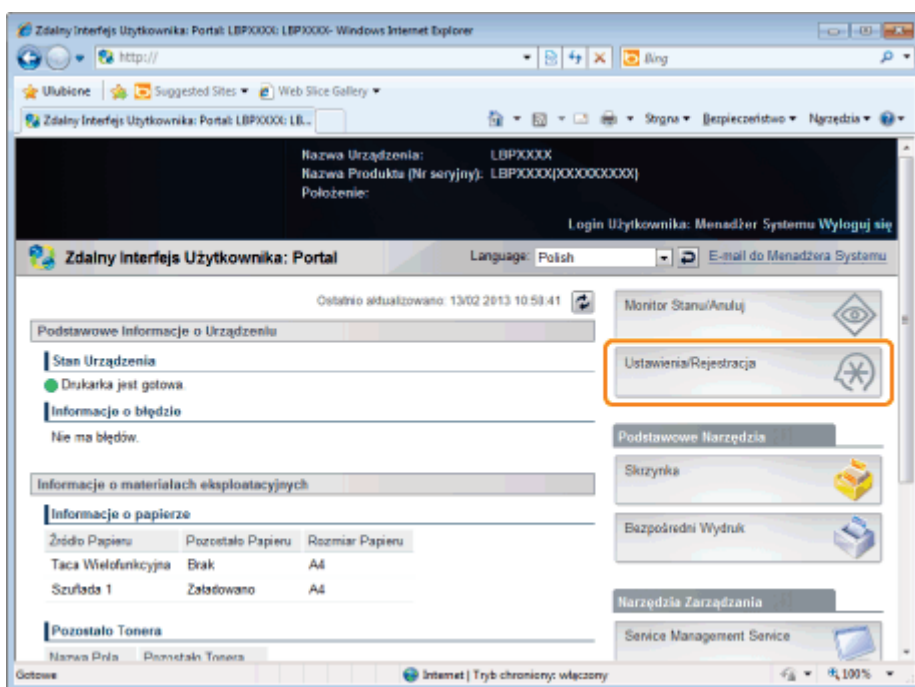 Zdalny Interfejs Użytkownika: Portal: LBPXXXX: LBPXXXX- Windows Internet Explorer
http://
Bing
Ulubione Suggested Sites Web Slice Gallery
Zdalny Interfejs Użytkownika: Portal: LBPXXXX: LB...
Strona Bezpieczeństwo Narzędzia
Nazwa Urządzenia: LBPXXXX
Nazwa Produktu (Nr seryjny): LBPXXXX(XXXXXXXXX)
Położenie:
Login Użytkownika: Menadżer Systemu Wyloguj się
Zdalny Interfejs Użytkownika: Portal
Language: Polish
E-mail do Menadżera Systemu
Ostatnio aktualizowano: 13/02 2013 10:58:41
Podstawowe Informacje o Urządzeniu
Stan Urządzenia
Drukarka jest gotowa.
Informacje o błędzie
Nie ma błędów.
Informacje o materiałach eksploatacyjnych
Informacje o papierze
Źródło Papieru Pozostało Papieru Rozmiar Papieru
Taca Wielofunkcyjna Brak A4
Szuflada 1 Załadowano A4
Pozostało Tonera
Nazwa Pola Pozostało Tonera
Monitor Stanu/Anuluj
Ustawienia/Rejestracja
Podstawowe Narzędzia
Skrzynka
Bezpośredni Wydruk
Narzędzia Zarządzania
Service Management Service
Gotowe
Internet | Tryb chroniony: włączony
100%